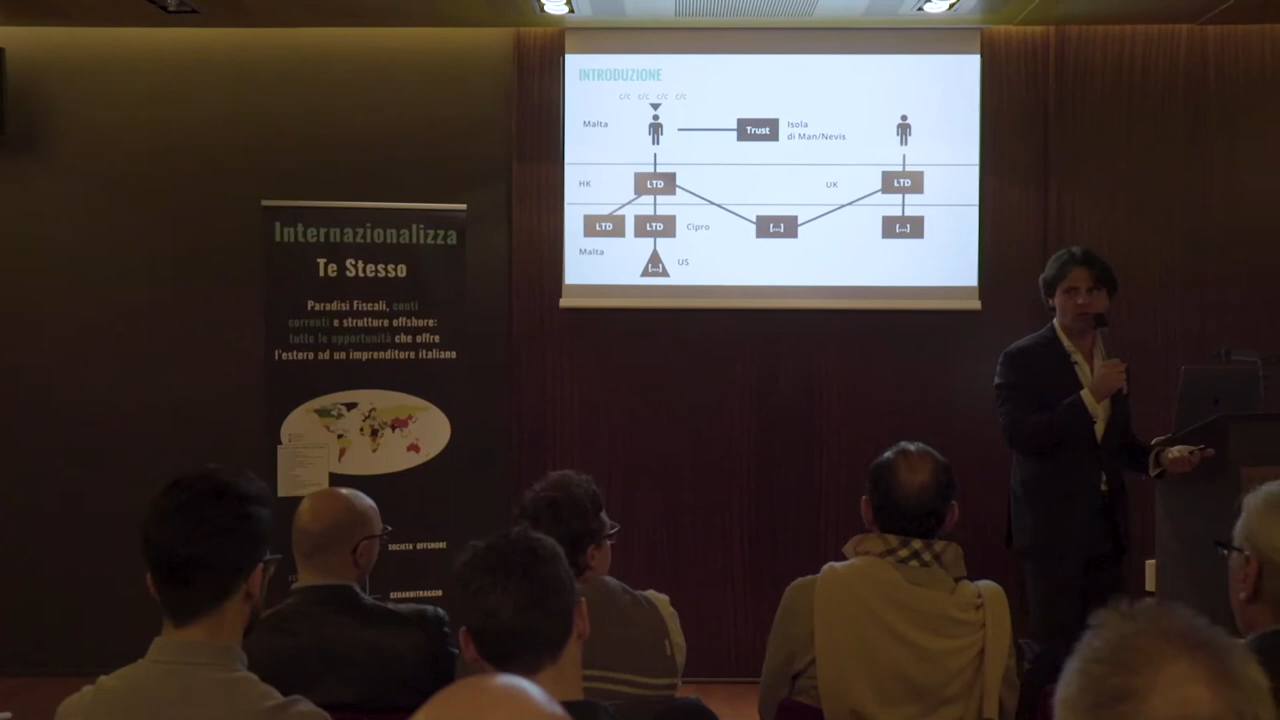 INTRODUZIONE
c/c c/c c/c c/c
Malta
Trust
Isola
di Man/Nevis
HK
LTD
UK
LTD
LTD
LTD
Cipro
[...]
[...]
Malta
[...]
US
Internazionalizza
Te Stesso
Paradisi Fiscali, conti
correnti e strutture offshore:
tutte le opportunità che offre
l'estero ad un imprenditore italiano
SOCIETA' OFFSHORE
GEOARBITRAGGIO